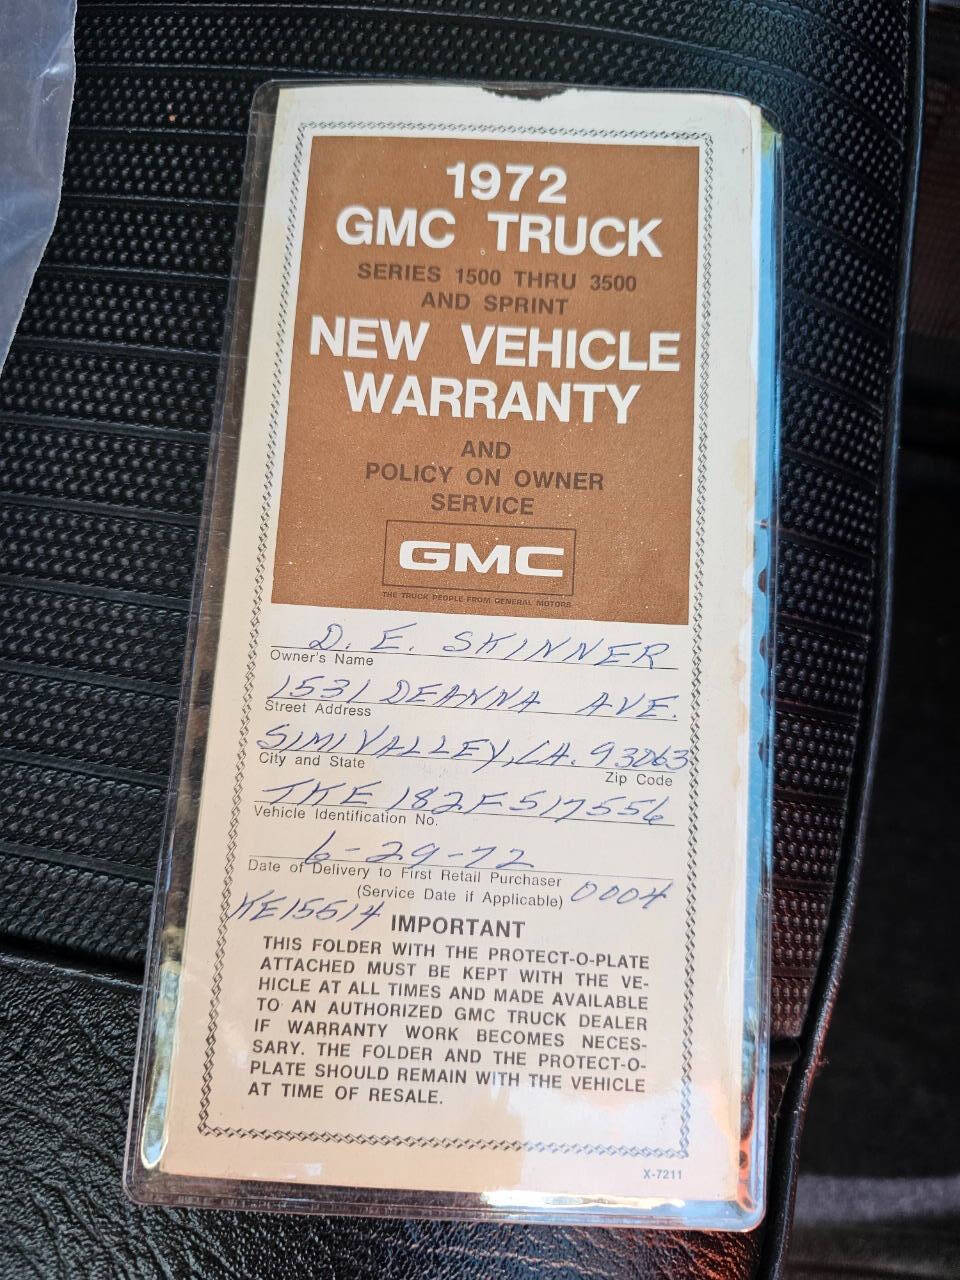 1972
GMC TRUCK
SERIES 1500 THRU 3500
AND SPRINT
NEW VEHICLE
WARRANTY
AND
POLICY ON OWNER
SERVICE
GMC
THE TRUCK PEOPLE FROM GENERAL MOTORS
D. E. SKINNER
Owner's Name
1531 DEANNA AVE.
Street Address
SIMI VALLEY, CA. 93063
City and State Zip Code
TKE 182F517556
Vehicle Identification No.
6-29-72
Date of Delivery to First Retail Purchaser
(Service Date if Applicable) 0004
KE15614
IMPORTANT
THIS FOLDER WITH THE PROTECT-O-PLATE
ATTACHED MUST BE KEPT WITH THE VE-
HICLE AT ALL TIMES AND MADE AVAILABLE
TO AN AUTHORIZED GMC TRUCK DEALER
IF WARRANTY WORK BECOMES NECES-
SARY. THE FOLDER AND THE PROTECT-O-
PLATE SHOULD REMAIN WITH THE VEHICLE
AT TIME OF RESALE.
X-7211